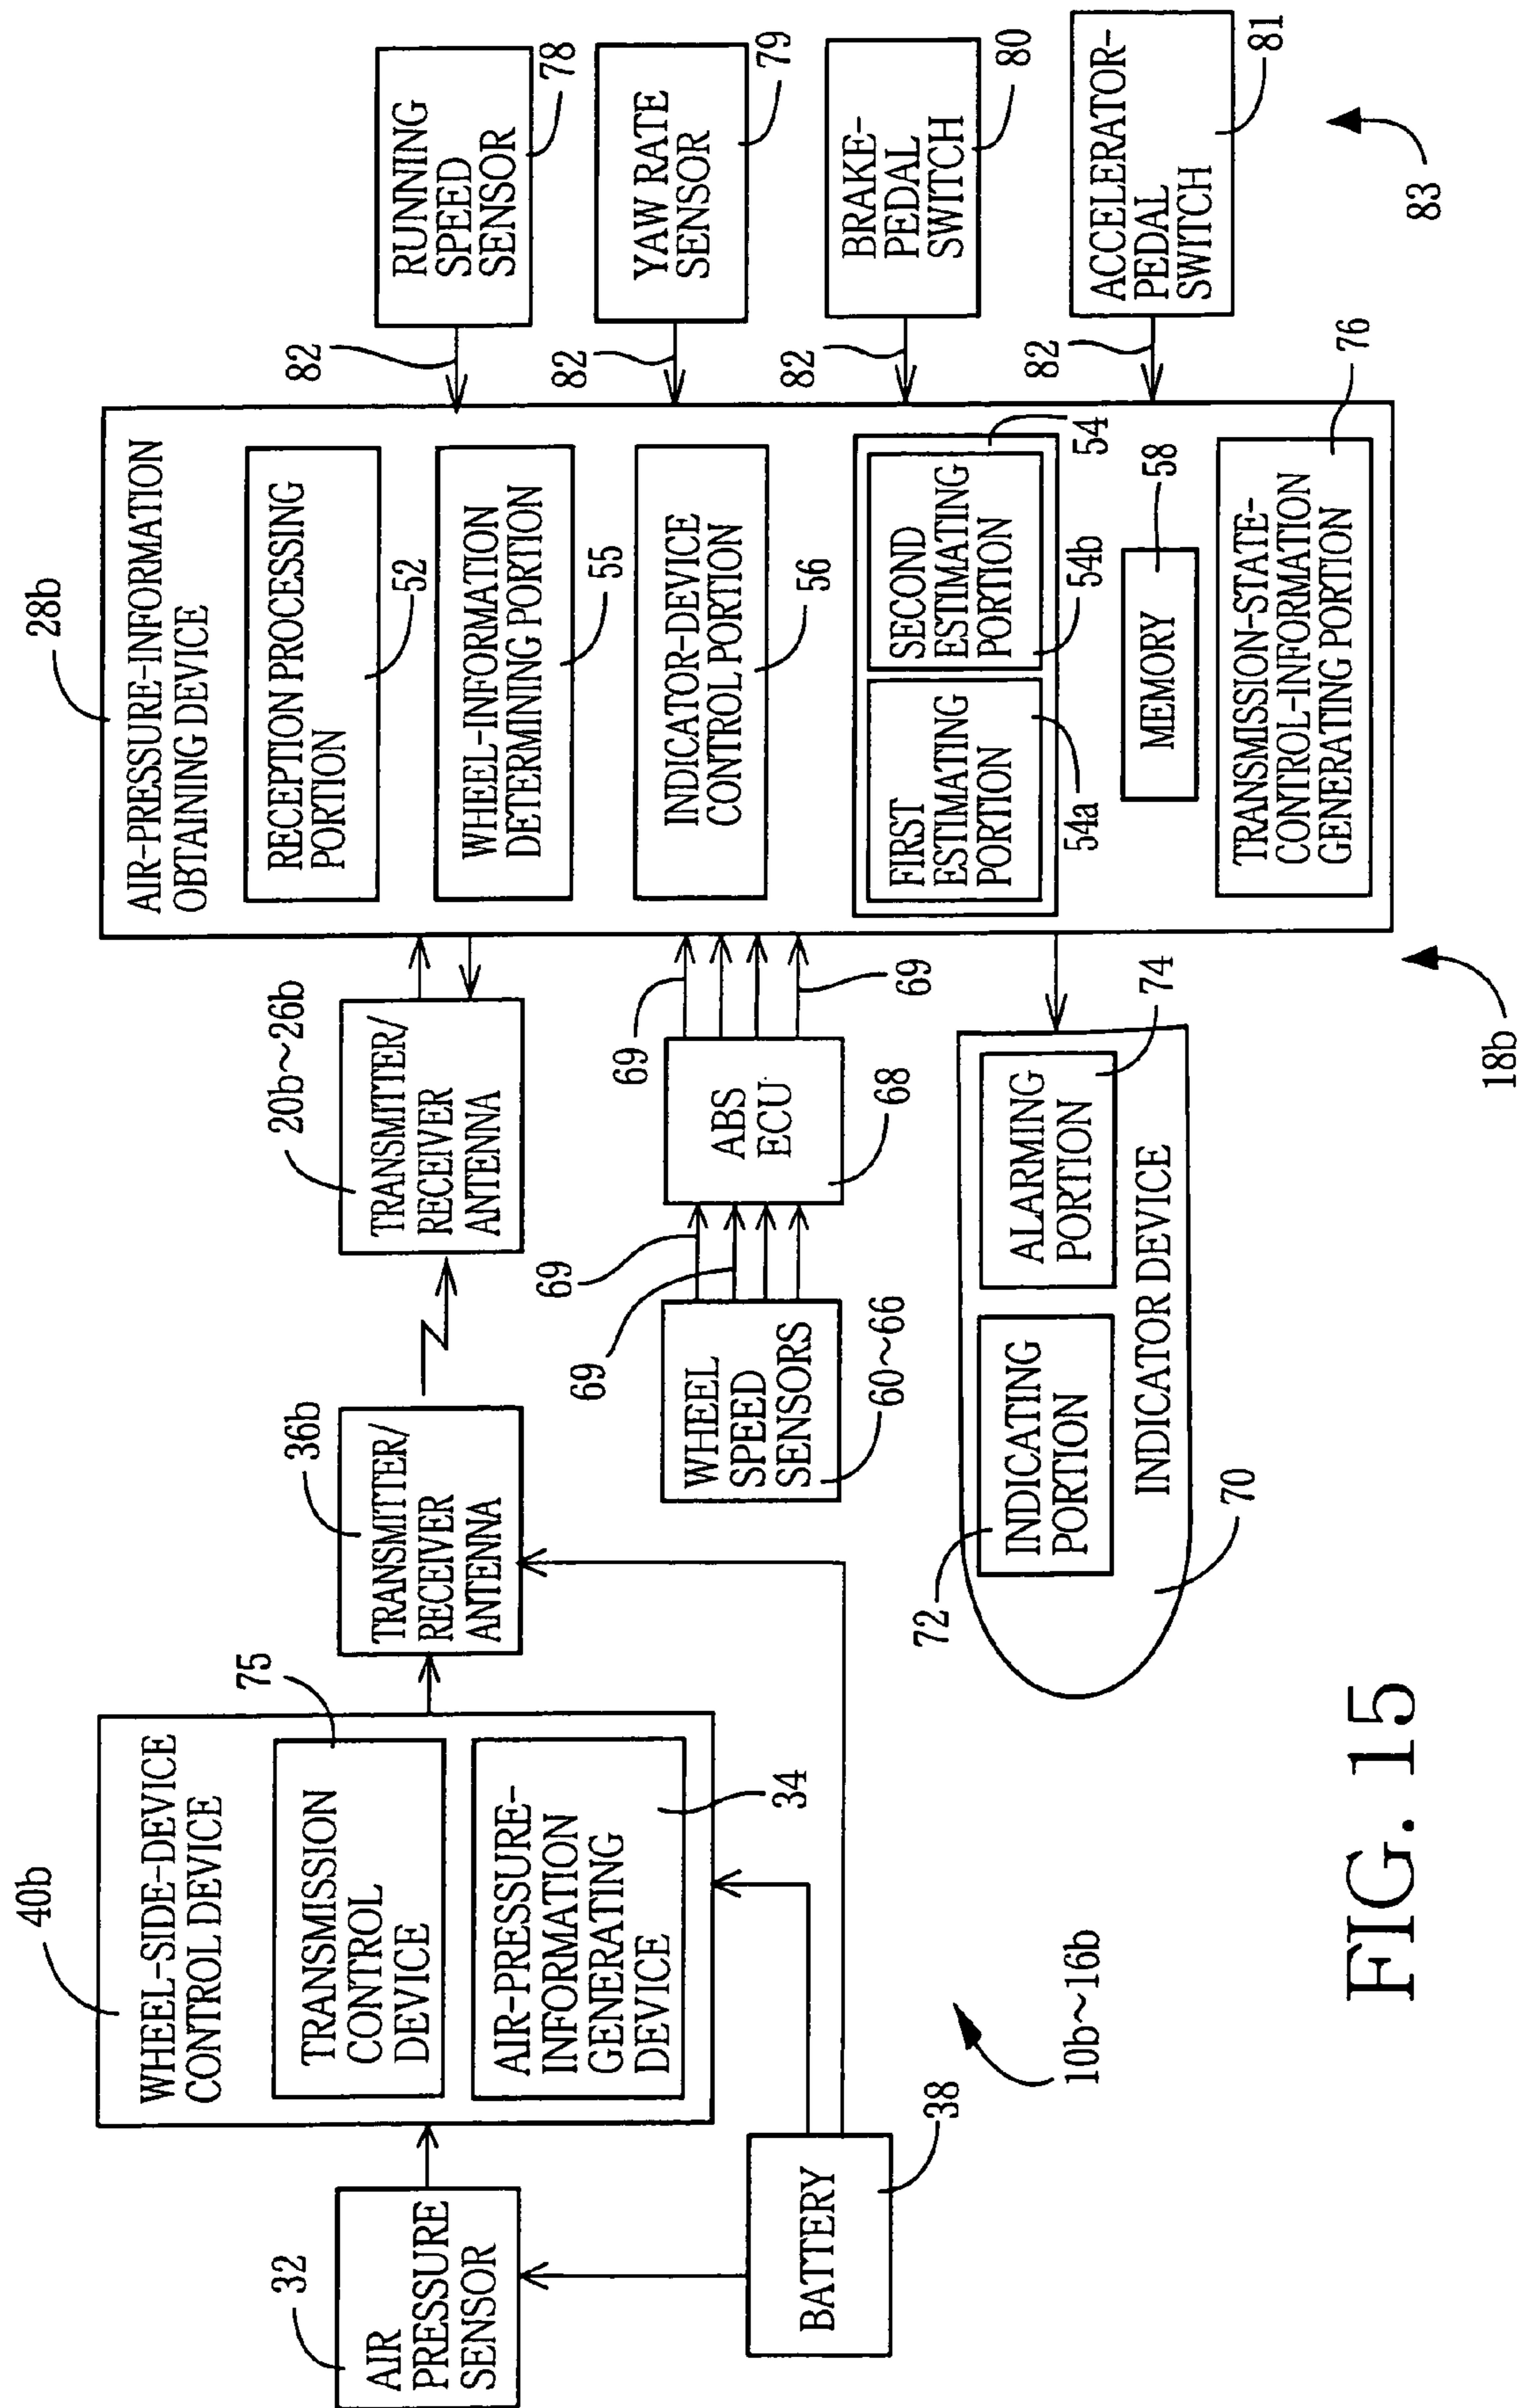 32
AIR
PRESSURE
SENSOR
BATTERY
38
40b
WHEEL-SIDE-DEVICE
CONTROL DEVICE
TRANSMISSION
CONTROL
DEVICE
75
AIR-PRESSURE-
INFORMATION
GENERATING
DEVICE
34
10b~16b
36b
TRANSMITTER/
RECEIVER
ANTENNA
20b~26b
TRANSMITTER/
RECEIVER
ANTENNA
WHEEL
SPEED
SENSORS
60~66
69
69
ABS
ECU
68
69
69
72
INDICATING
PORTION
ALARMING
PORTION
74
INDICATOR DEVICE
70
28b
AIR-PRESSURE-INFORMATION
OBTAINING DEVICE
RECEPTION PROCESSING
PORTION
52
WHEEL-INFORMATION
DETERMINING PORTION
55
INDICATOR-DEVICE
CONTROL PORTION
56
FIRST
ESTIMATING
PORTION
54a
SECOND
ESTIMATING
PORTION
54b
54
MEMORY
58
TRANSMISSION-STATE-
CONTROL-INFORMATION
GENERATING PORTION
76
18b
82
RUNNING
SPEED
SENSOR
78
82
YAW RATE
SENSOR
79
82
BRAKE-
PEDAL
SWITCH
80
82
ACCELERATOR-
PEDAL
SWITCH
81
83
FIG. 15